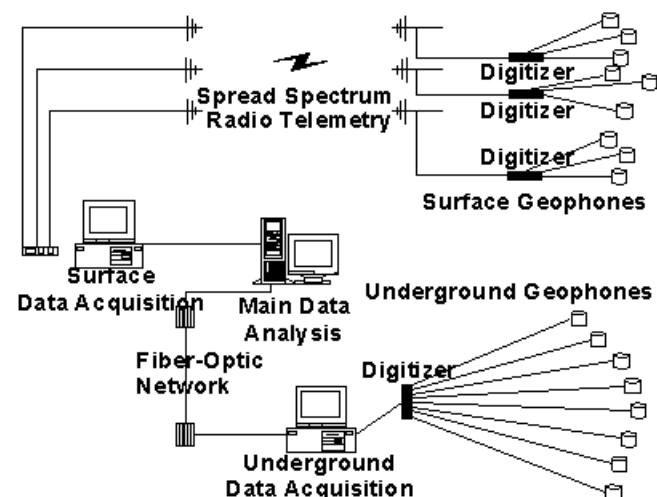 Digitizer
Spread Spectrum
Radio Telemetry
Digitizer
Digitizer
Surface Geophones
Surface
Data Acquisition
Main Data
Analysis
Underground Geophones
Fiber-Optic
Network
Digitizer
Underground
Data Acquisition